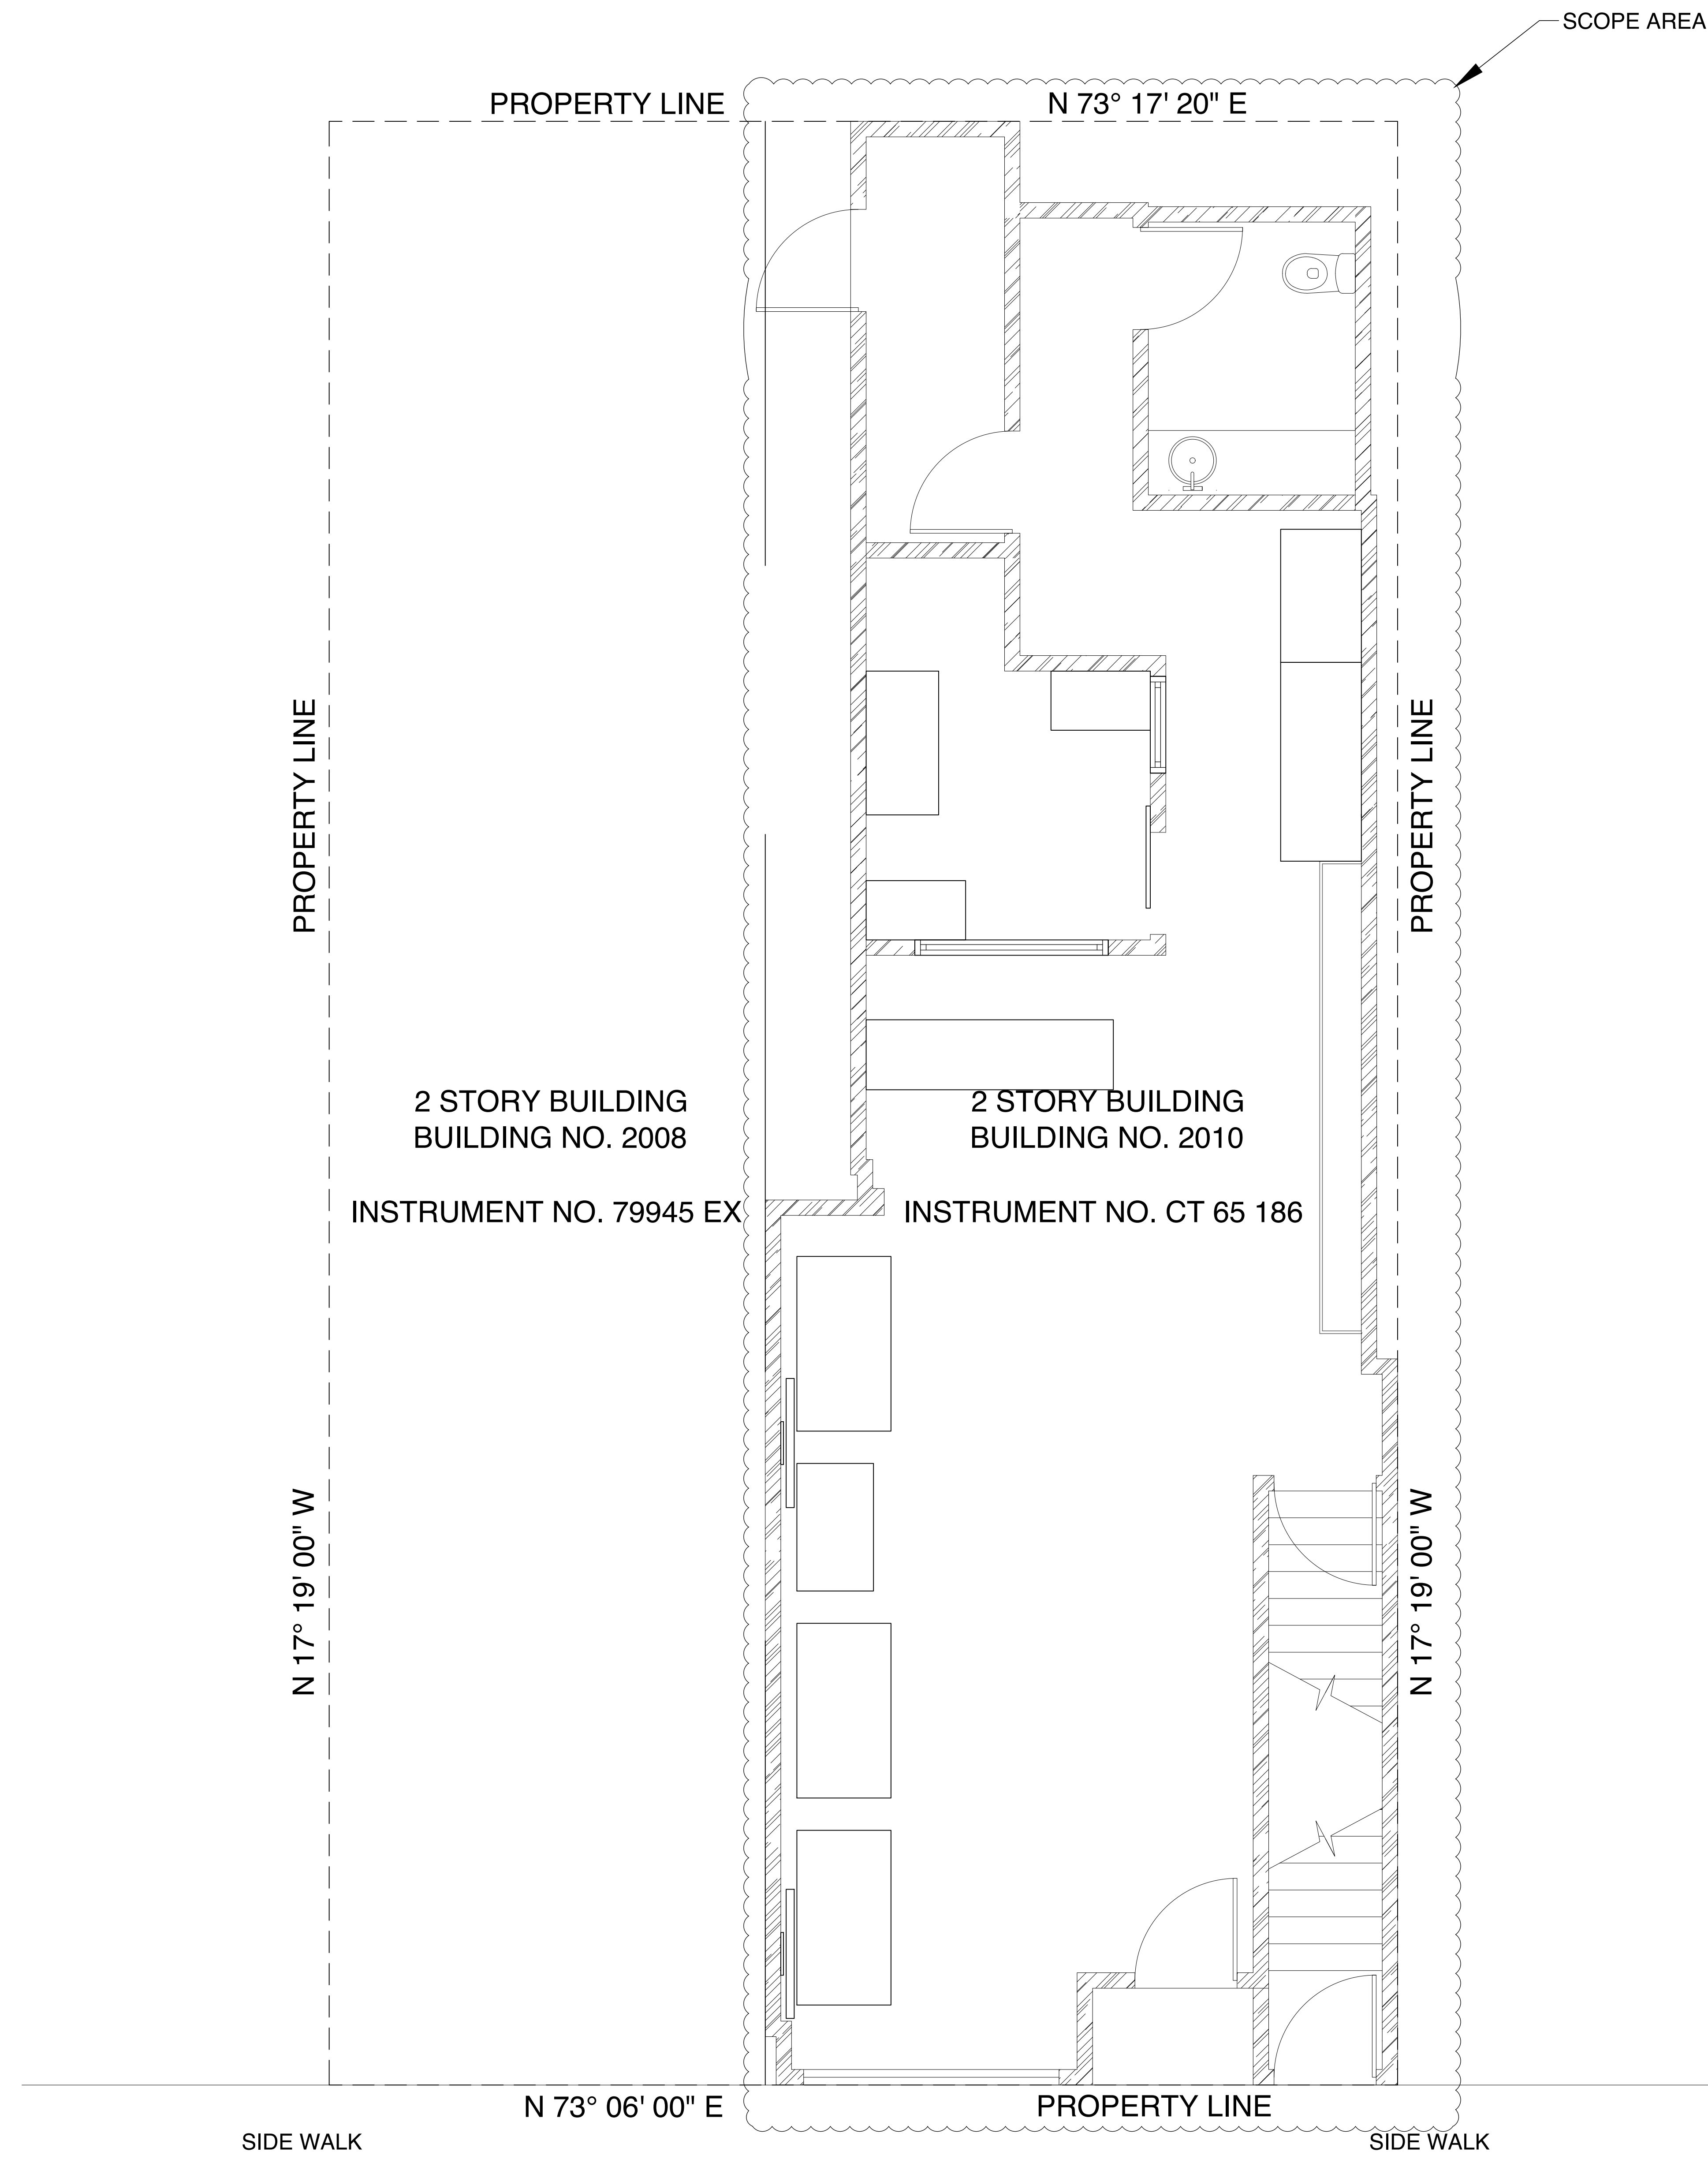 SCOPE AREA
PROPERTY LINE
N 73° 17' 20" E
PROPERTY LINE
PROPERTY LINE
2 STORY BUILDING
BUILDING NO. 2008
INSTRUMENT NO. 79945 EX
2 STORY BUILDING
BUILDING NO. 2010
INSTRUMENT NO. CT 65 186
N 17° 19' 00" W
N 17° 19' 00" W
N 73° 06' 00" E
PROPERTY LINE
SIDE WALK
SIDE WALK